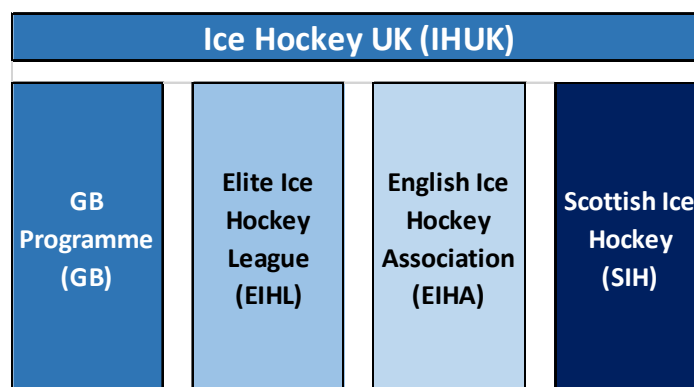 Ice Hockey UK (IHUK)
GB
Programme
(GB)
Elite Ice
Hockey
League
(EIHL)
English Ice
Hockey
Association
(EIHA)
Scottish Ice
Hockey
(SIH)